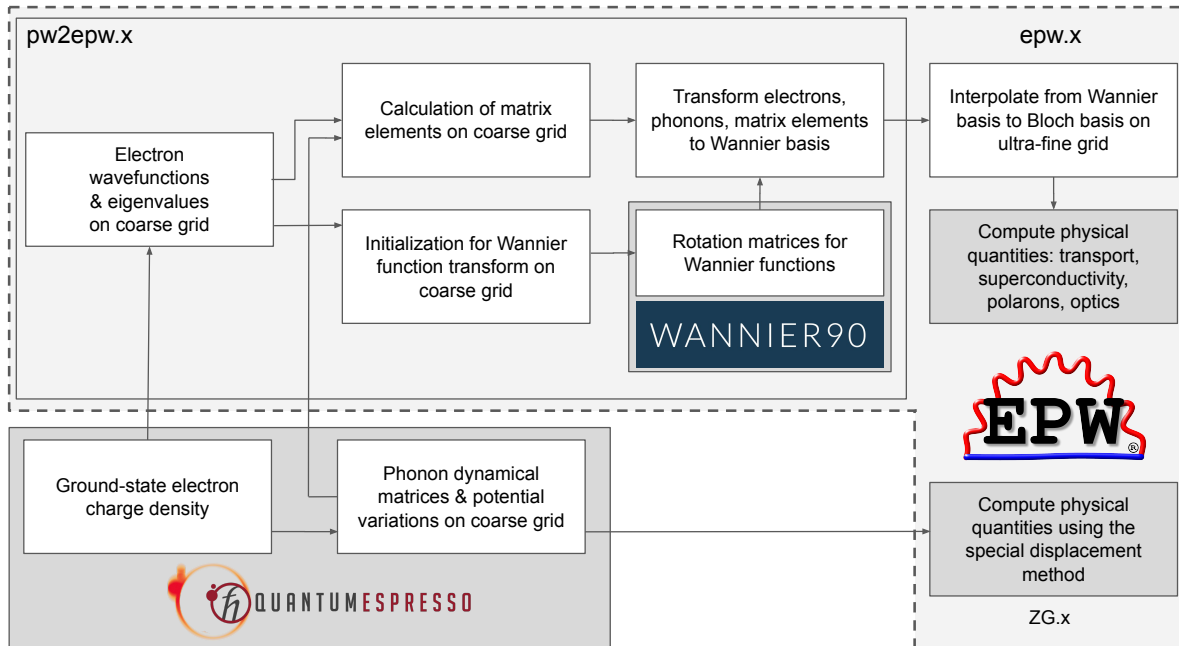 pw2epw.x
epw.x
Electron
wavefunctions
& eigenvalues
on coarse grid
Calculation of matrix
elements on coarse grid
Transform electrons,
phonons, matrix elements
to Wannier basis
Interpolate from Wannier
basis to Bloch basis on
ultra-fine grid
Initialization for Wannier
function transform on
coarse grid
Rotation matrices for
Wannier functions
WANNIER90
Compute physical
quantities: transport,
superconductivity,
polarons, optics
EPW
®
Ground-state electron
charge density
Phonon dynamical
matrices & potential
variations on coarse grid
Compute physical
quantities using the
special displacement
method
ħ QUANTUMESPRESSO
ZG.x